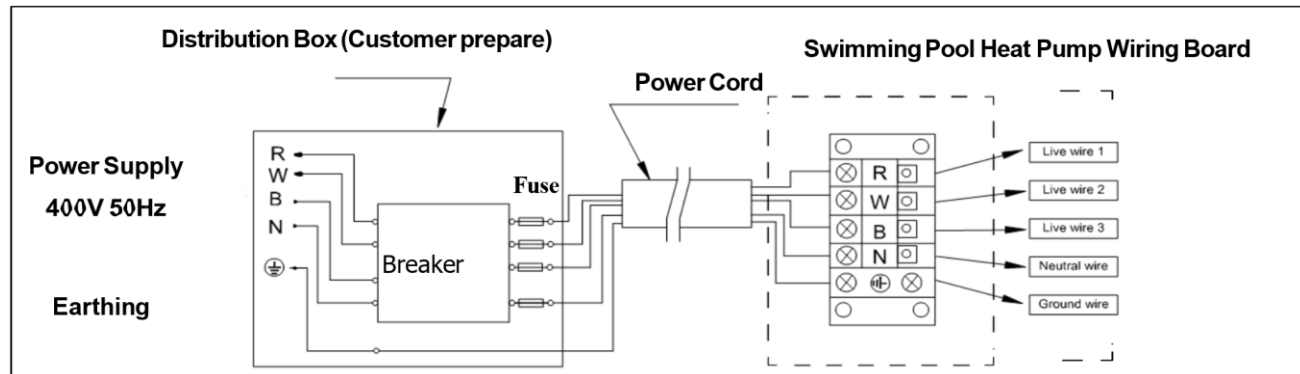 Distribution Box (Customer prepare)
Swimming Pool Heat Pump Wiring Board
Power Cord
Power Supply
400V 50Hz
Earthing
R
W
B
N
Breaker
Fuse
R
W
B
N
Live wire 1
Live wire 2
Live wire 3
Neutral wire
Ground wire